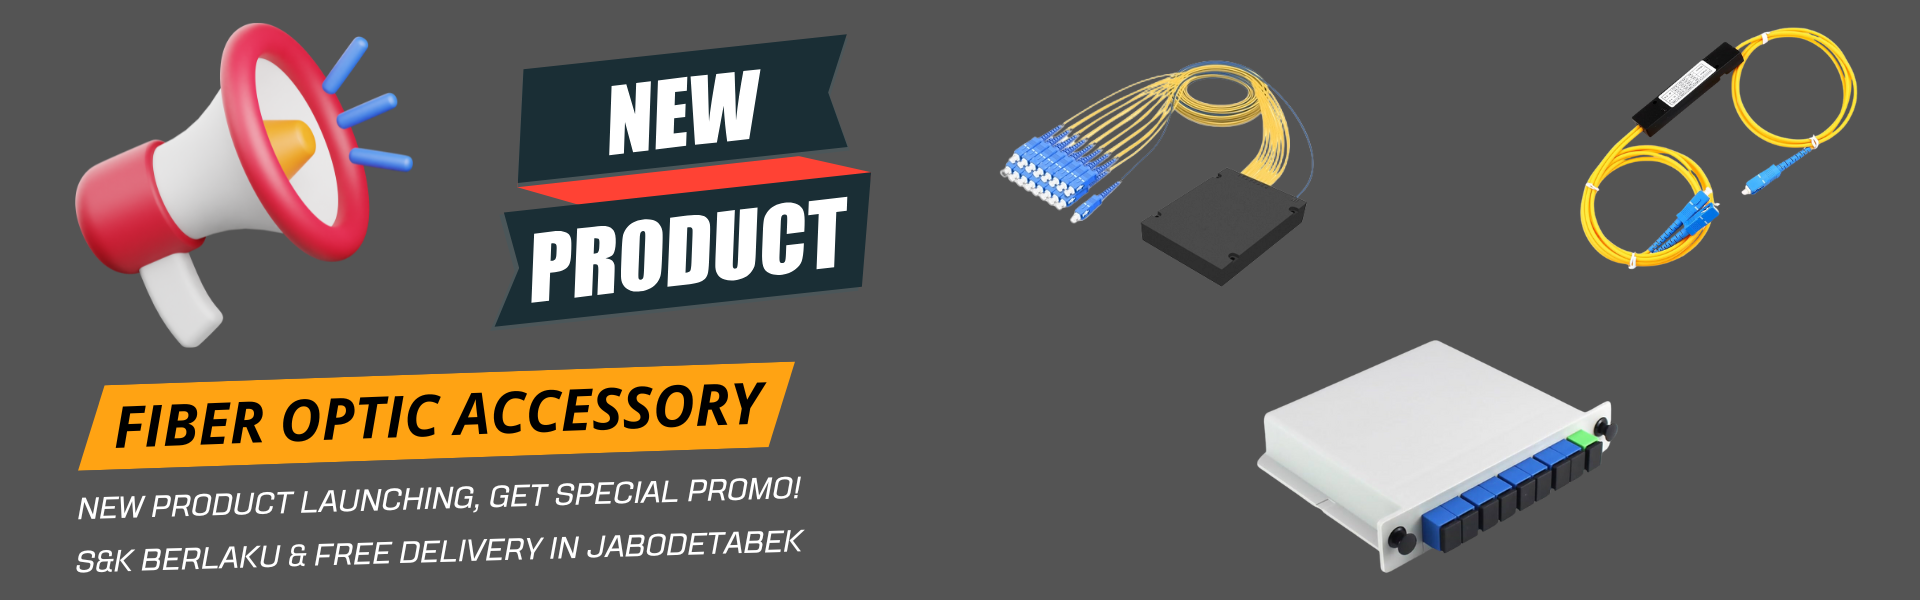 NEW
PRODUCT
FIBER OPTIC ACCESSORY
NEW PRODUCT LAUNCHING, GET SPECIAL PROMO!
S&K BERLAKU & FREE DELIVERY IN JABODETABEK